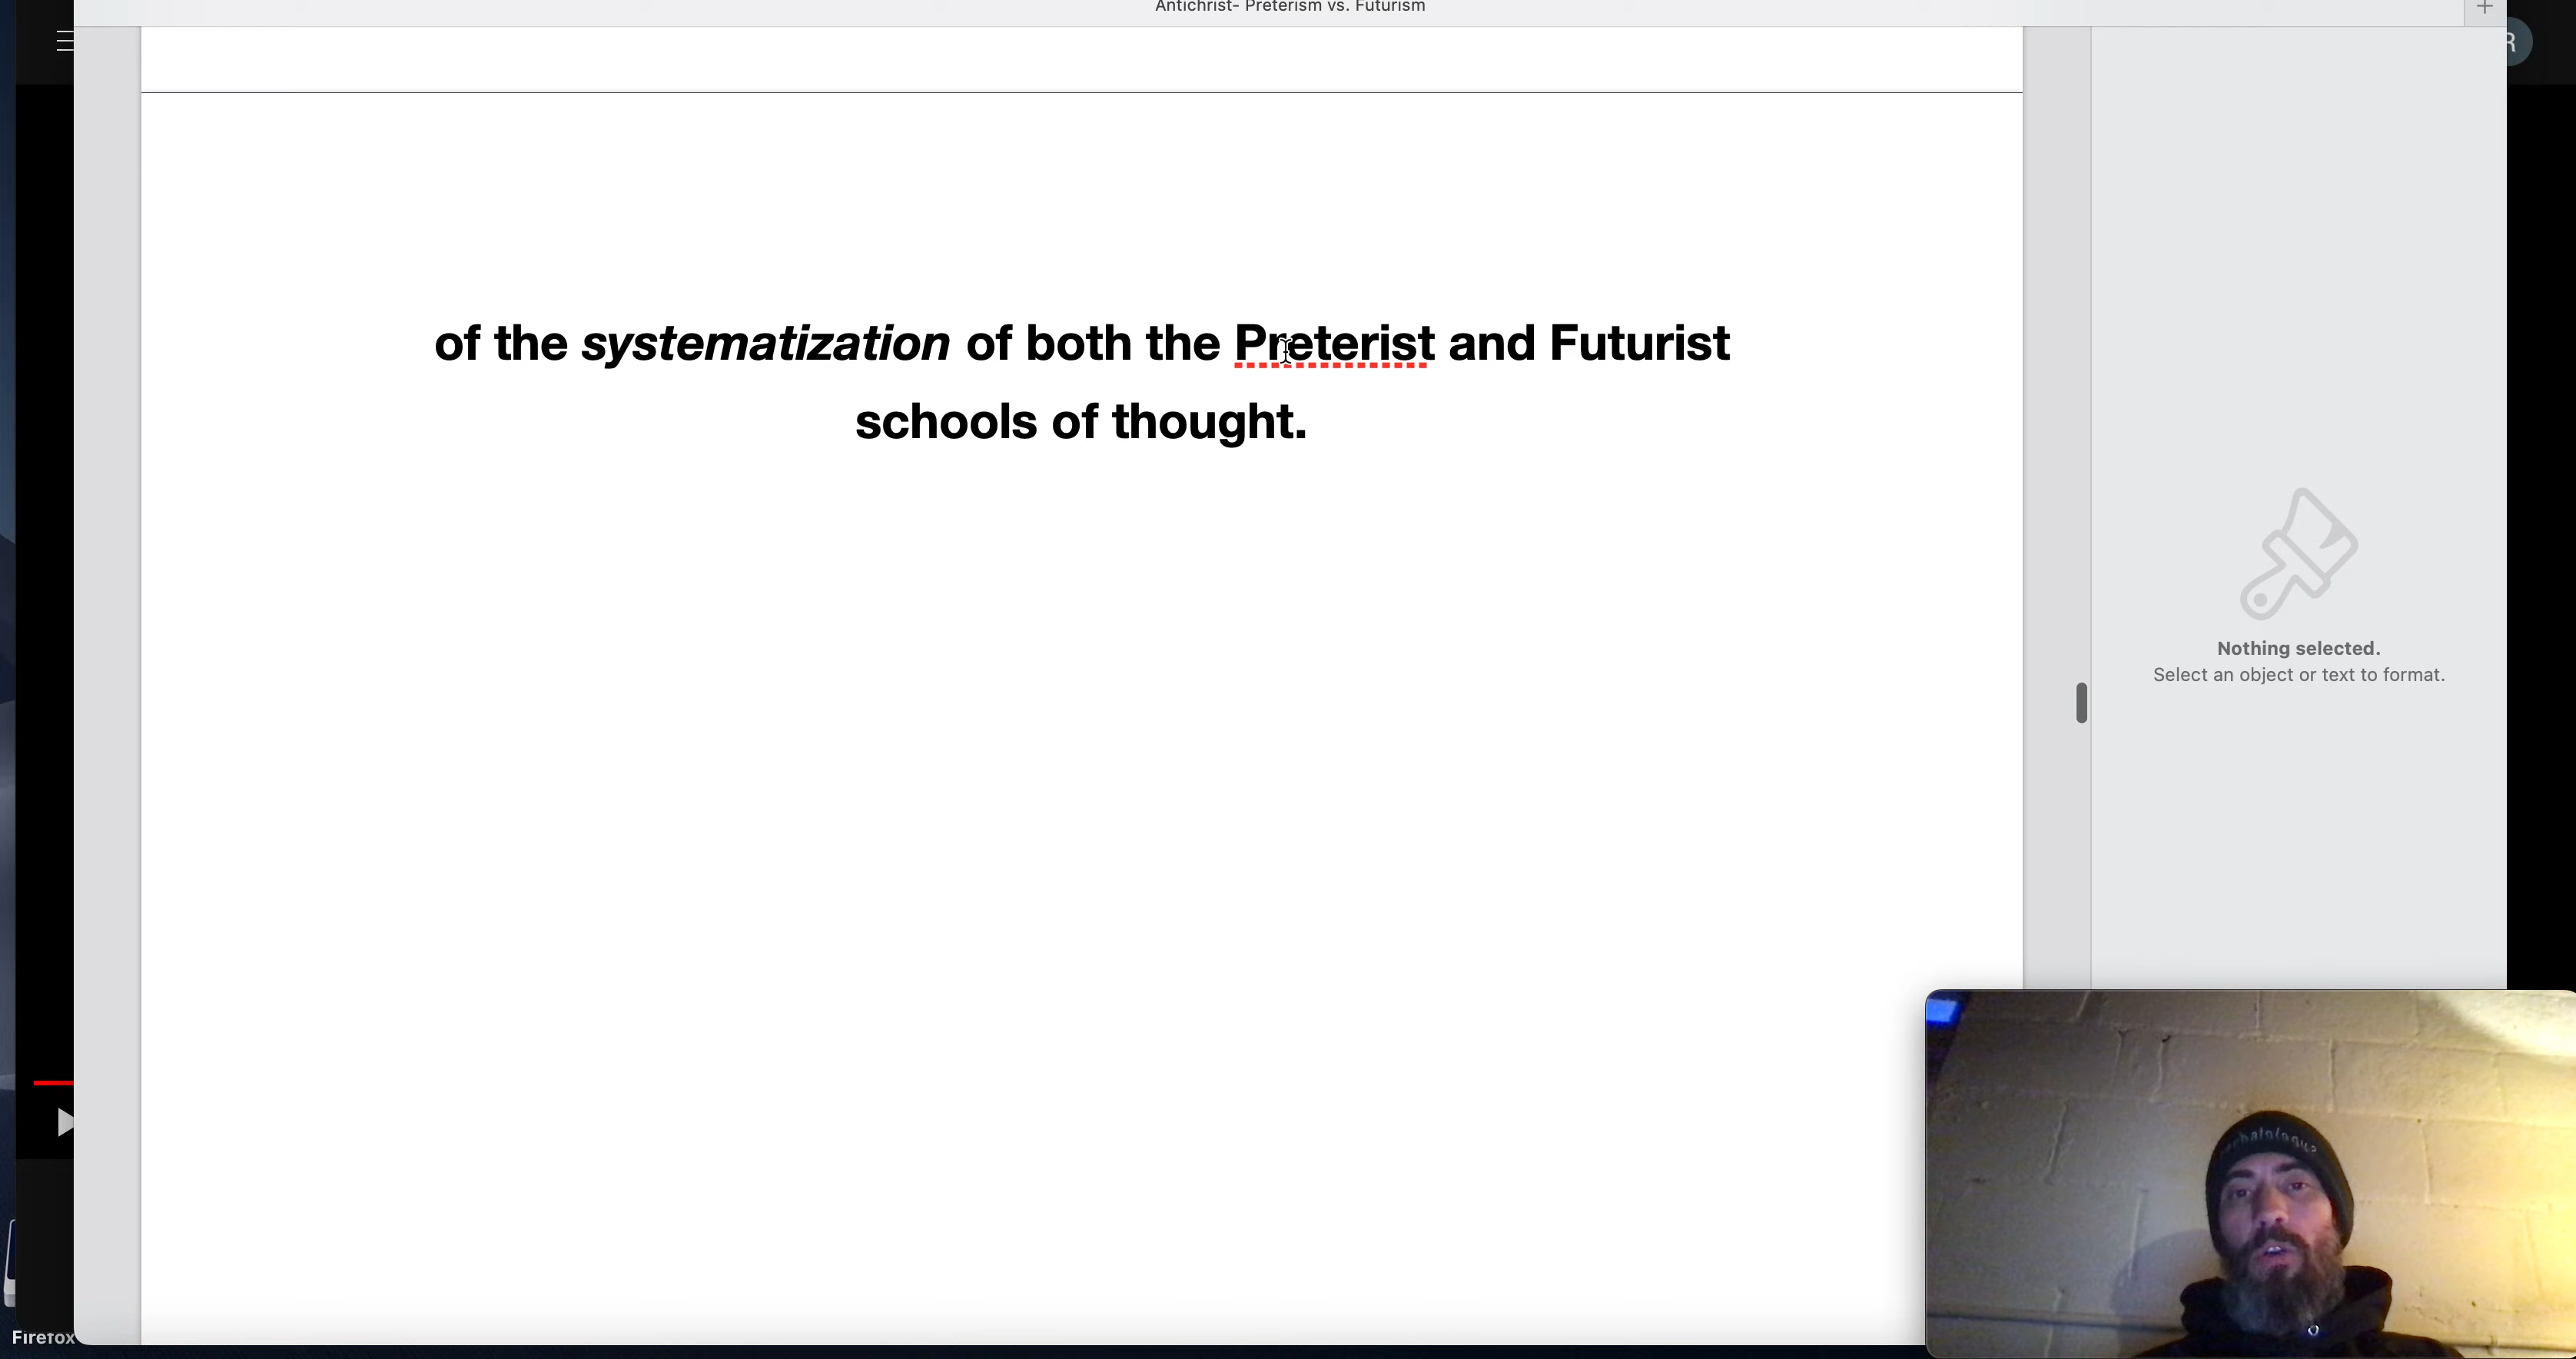 Antichrist- Preterism vs. Futurism
R
of the systematization of both the Preterist and Futurist
schools of thought.
Nothing selected.
Select an object or text to format.
Firefox